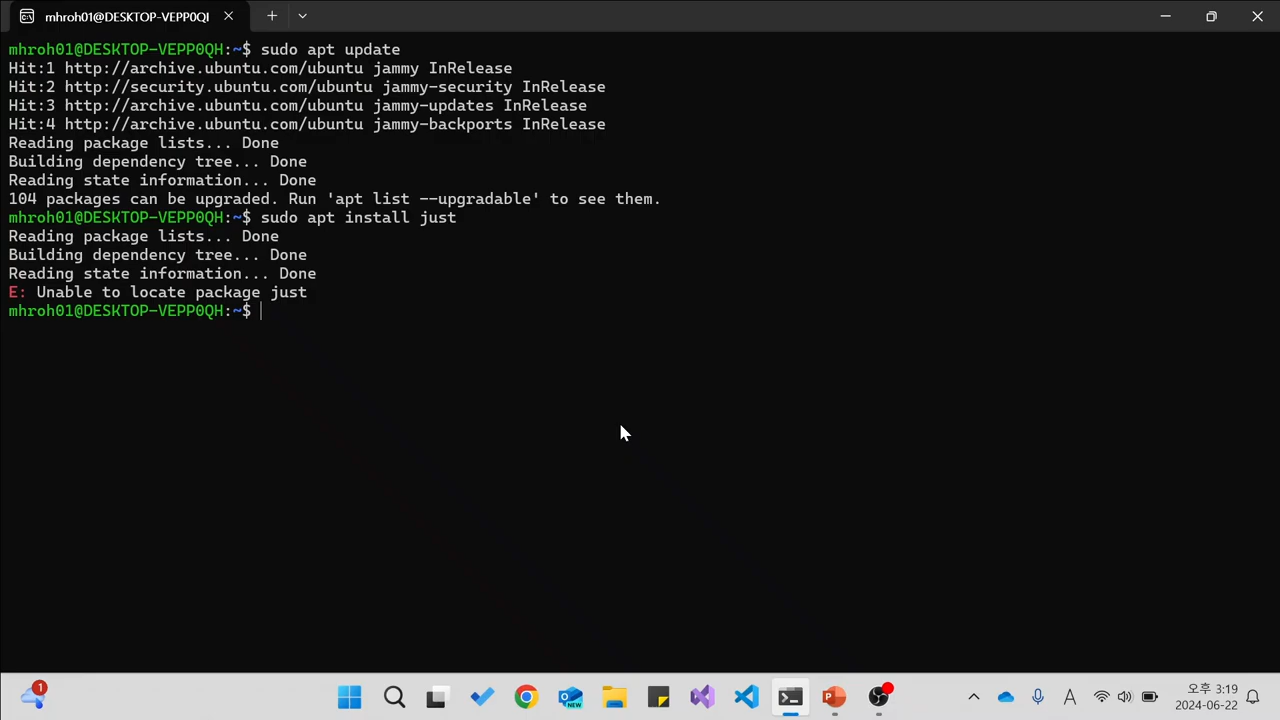 mhroh01@DESKTOP-VEPP0QI
mhroh01@DESKTOP-VEPP0QH:~$ sudo apt update
Hit:1 http://archive.ubuntu.com/ubuntu jammy InRelease
Hit:2 http://security.ubuntu.com/ubuntu jammy-security InRelease
Hit:3 http://archive.ubuntu.com/ubuntu jammy-updates InRelease
Hit:4 http://archive.ubuntu.com/ubuntu jammy-backports InRelease
Reading package lists... Done
Building dependency tree... Done
Reading state information... Done
104 packages can be upgraded. Run 'apt list --upgradable' to see them.
mhroh01@DESKTOP-VEPP0QH:~$ sudo apt install just
Reading package lists... Done
Building dependency tree... Done
Reading state information... Done
E: Unable to locate package just
mhroh01@DESKTOP-VEPP0QH:~$
1
NEW
A
오후 3:19
2024-06-22